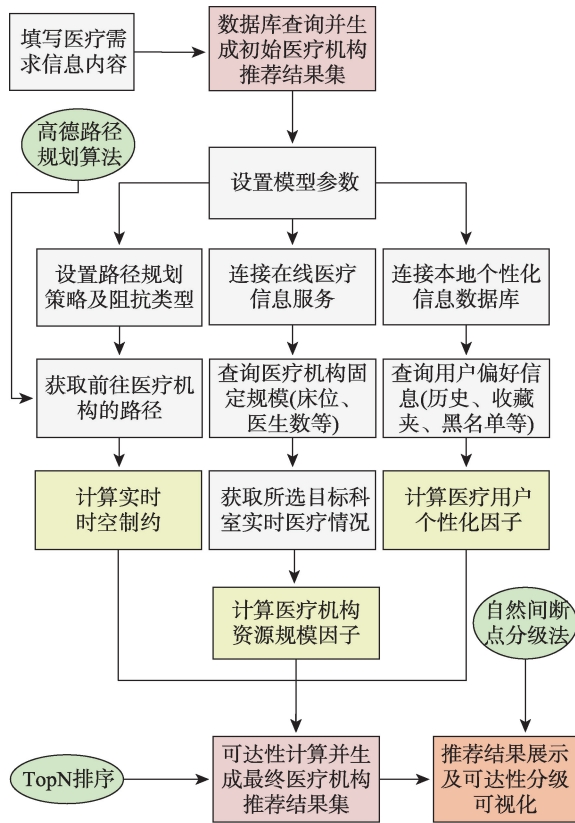 填写医疗需
求信息内容
数据库查询并生
成初始医疗机构
推荐结果集
高德路径
规划算法
设置模型参数
设置路径规划
策略及阻抗类型
连接在线医疗
信息服务
连接本地个性化
信息数据库
获取前往医疗机
构的路径
查询医疗机构固
定规模(床位、
医生数等)
查询用户偏好信
息(历史、收藏
夹、黑名单等)
计算实时
时空制约
获取所选目标科
室实时医疗情况
计算医疗用户
个性化因子
计算医疗机构
资源规模因子
自然间断
点分级法
TopN排序
可达性计算并生
成最终医疗机构
推荐结果集
推荐结果展示
及可达性分级
可视化